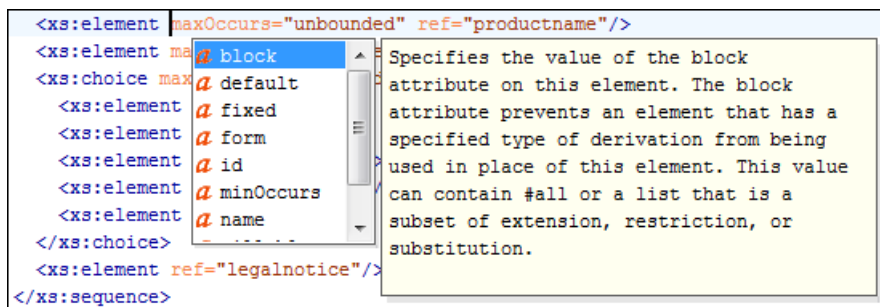 <xs:element maxOccurs="unbounded" ref="productname"/>
<xs:element ma
<xs:choice max
<xs:element
<xs:element
<xs:element
<xs:element
<xs:element
</xs:choice>
<xs:element ref="legalnotice"/>
</xs:sequence>
a block
a default
a fixed
a form
a id
a minOccurs
a name
Specifies the value of the block
attribute on this element. The block
attribute prevents an element that has a
specified type of derivation from being
used in place of this element. This value
can contain #all or a list that is a
subset of extension, restriction, or
substitution.